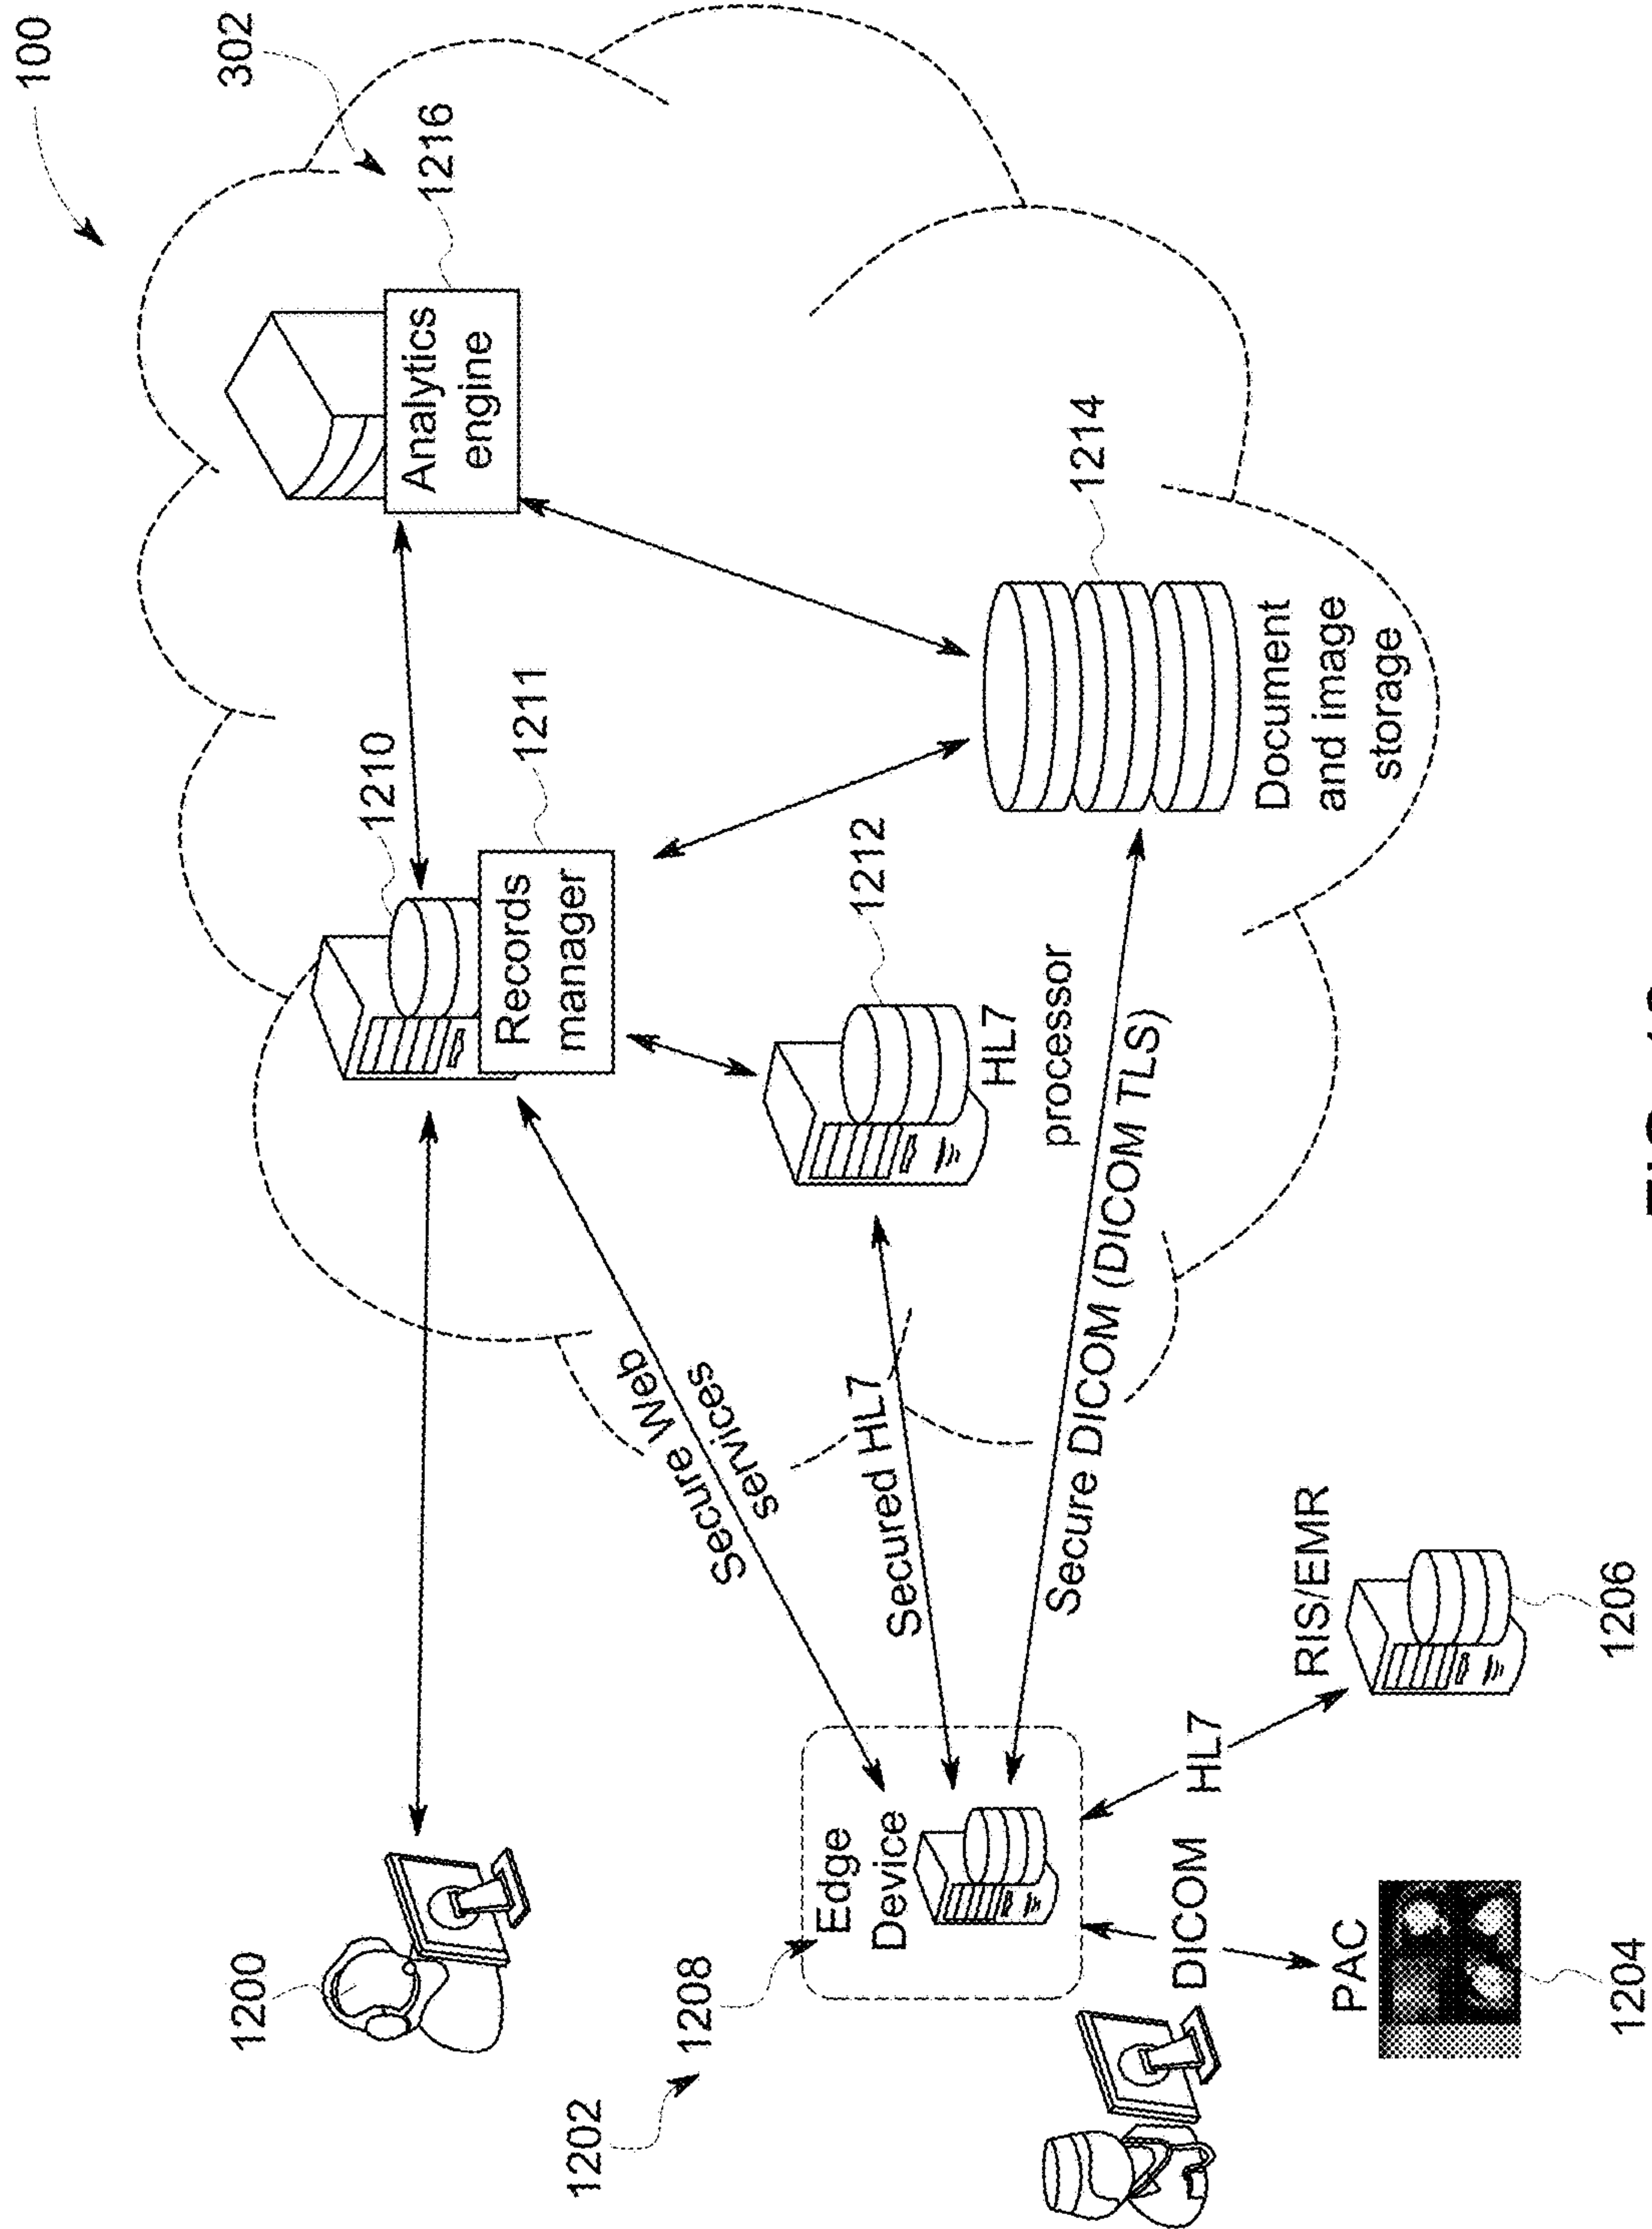 100
302
1216
Analytics
engine
1210
1211
Records
manager
1212
HL7
processor
1214
Document
and image
storage
Secure Web
services
Secured HL7
Secure DICOM (DICOM TLS)
1200
1202
1208
Edge
Device
DICOM
HL7
PAC
1204
RIS/EMR
1206